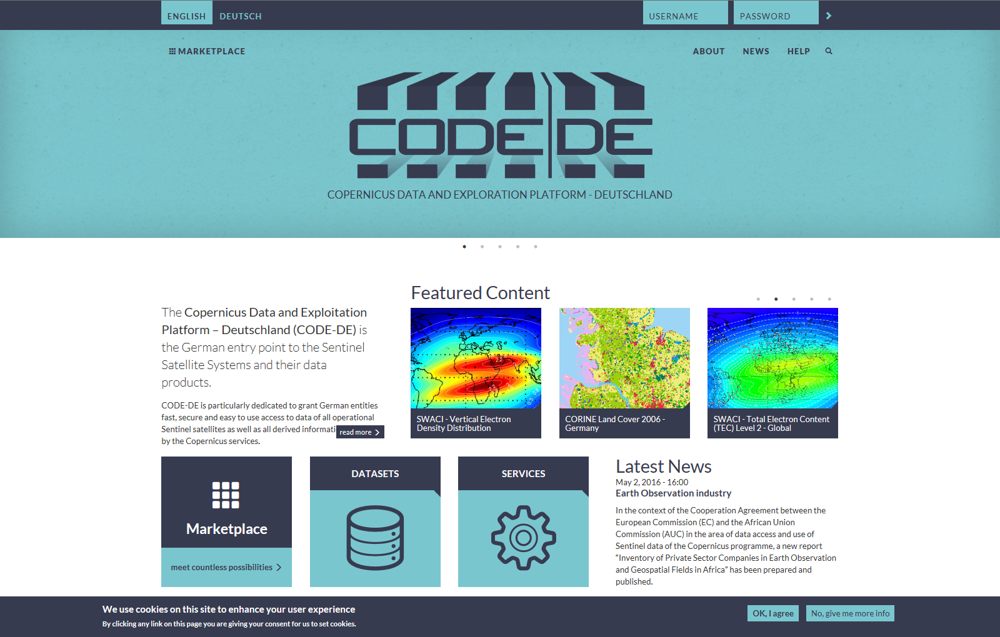 ENGLISH DEUTSCH USERNAME PASSWORD
MARKETPLACE ABOUT NEWS HELP
CODE DE
COPERNICUS DATA AND EXPLORATION PLATFORM - DEUTSCHLAND
The Copernicus Data and Exploitation
Platform – Deutschland (CODE-DE) is
the German entry point to the Sentinel
Satellite Systems and their data
products.
CODE-DE is particularly dedicated to grant German entities
fast, secure and easy to use access to data of all operational
Sentinel satellites as well as all derived informati
by the Copernicus services.
read more
Featured Content
SWACI - Vertical Electron
Density Distribution
CORINE Land Cover 2006 -
Germany
SWACI - Total Electron Content
(TEC) Level 2 - Global
Marketplace
meet countless possibilities
DATASETS
SERVICES
Latest News
May 2, 2016 - 16:00
Earth Observation industry
In the context of the Cooperation Agreement between the
European Commission (EC) and the African Union
Commission (AUC) in the area of data access and use of
Sentinel data of the Copernicus programme, a new report
“Inventory of Private Sector Companies in Earth Observation
and Geospatial Fields in Africa” has been prepared and
published.
We use cookies on this site to enhance your user experience
By clicking any link on this page you are giving your consent for us to set cookies.
OK, I agree No, give me more info